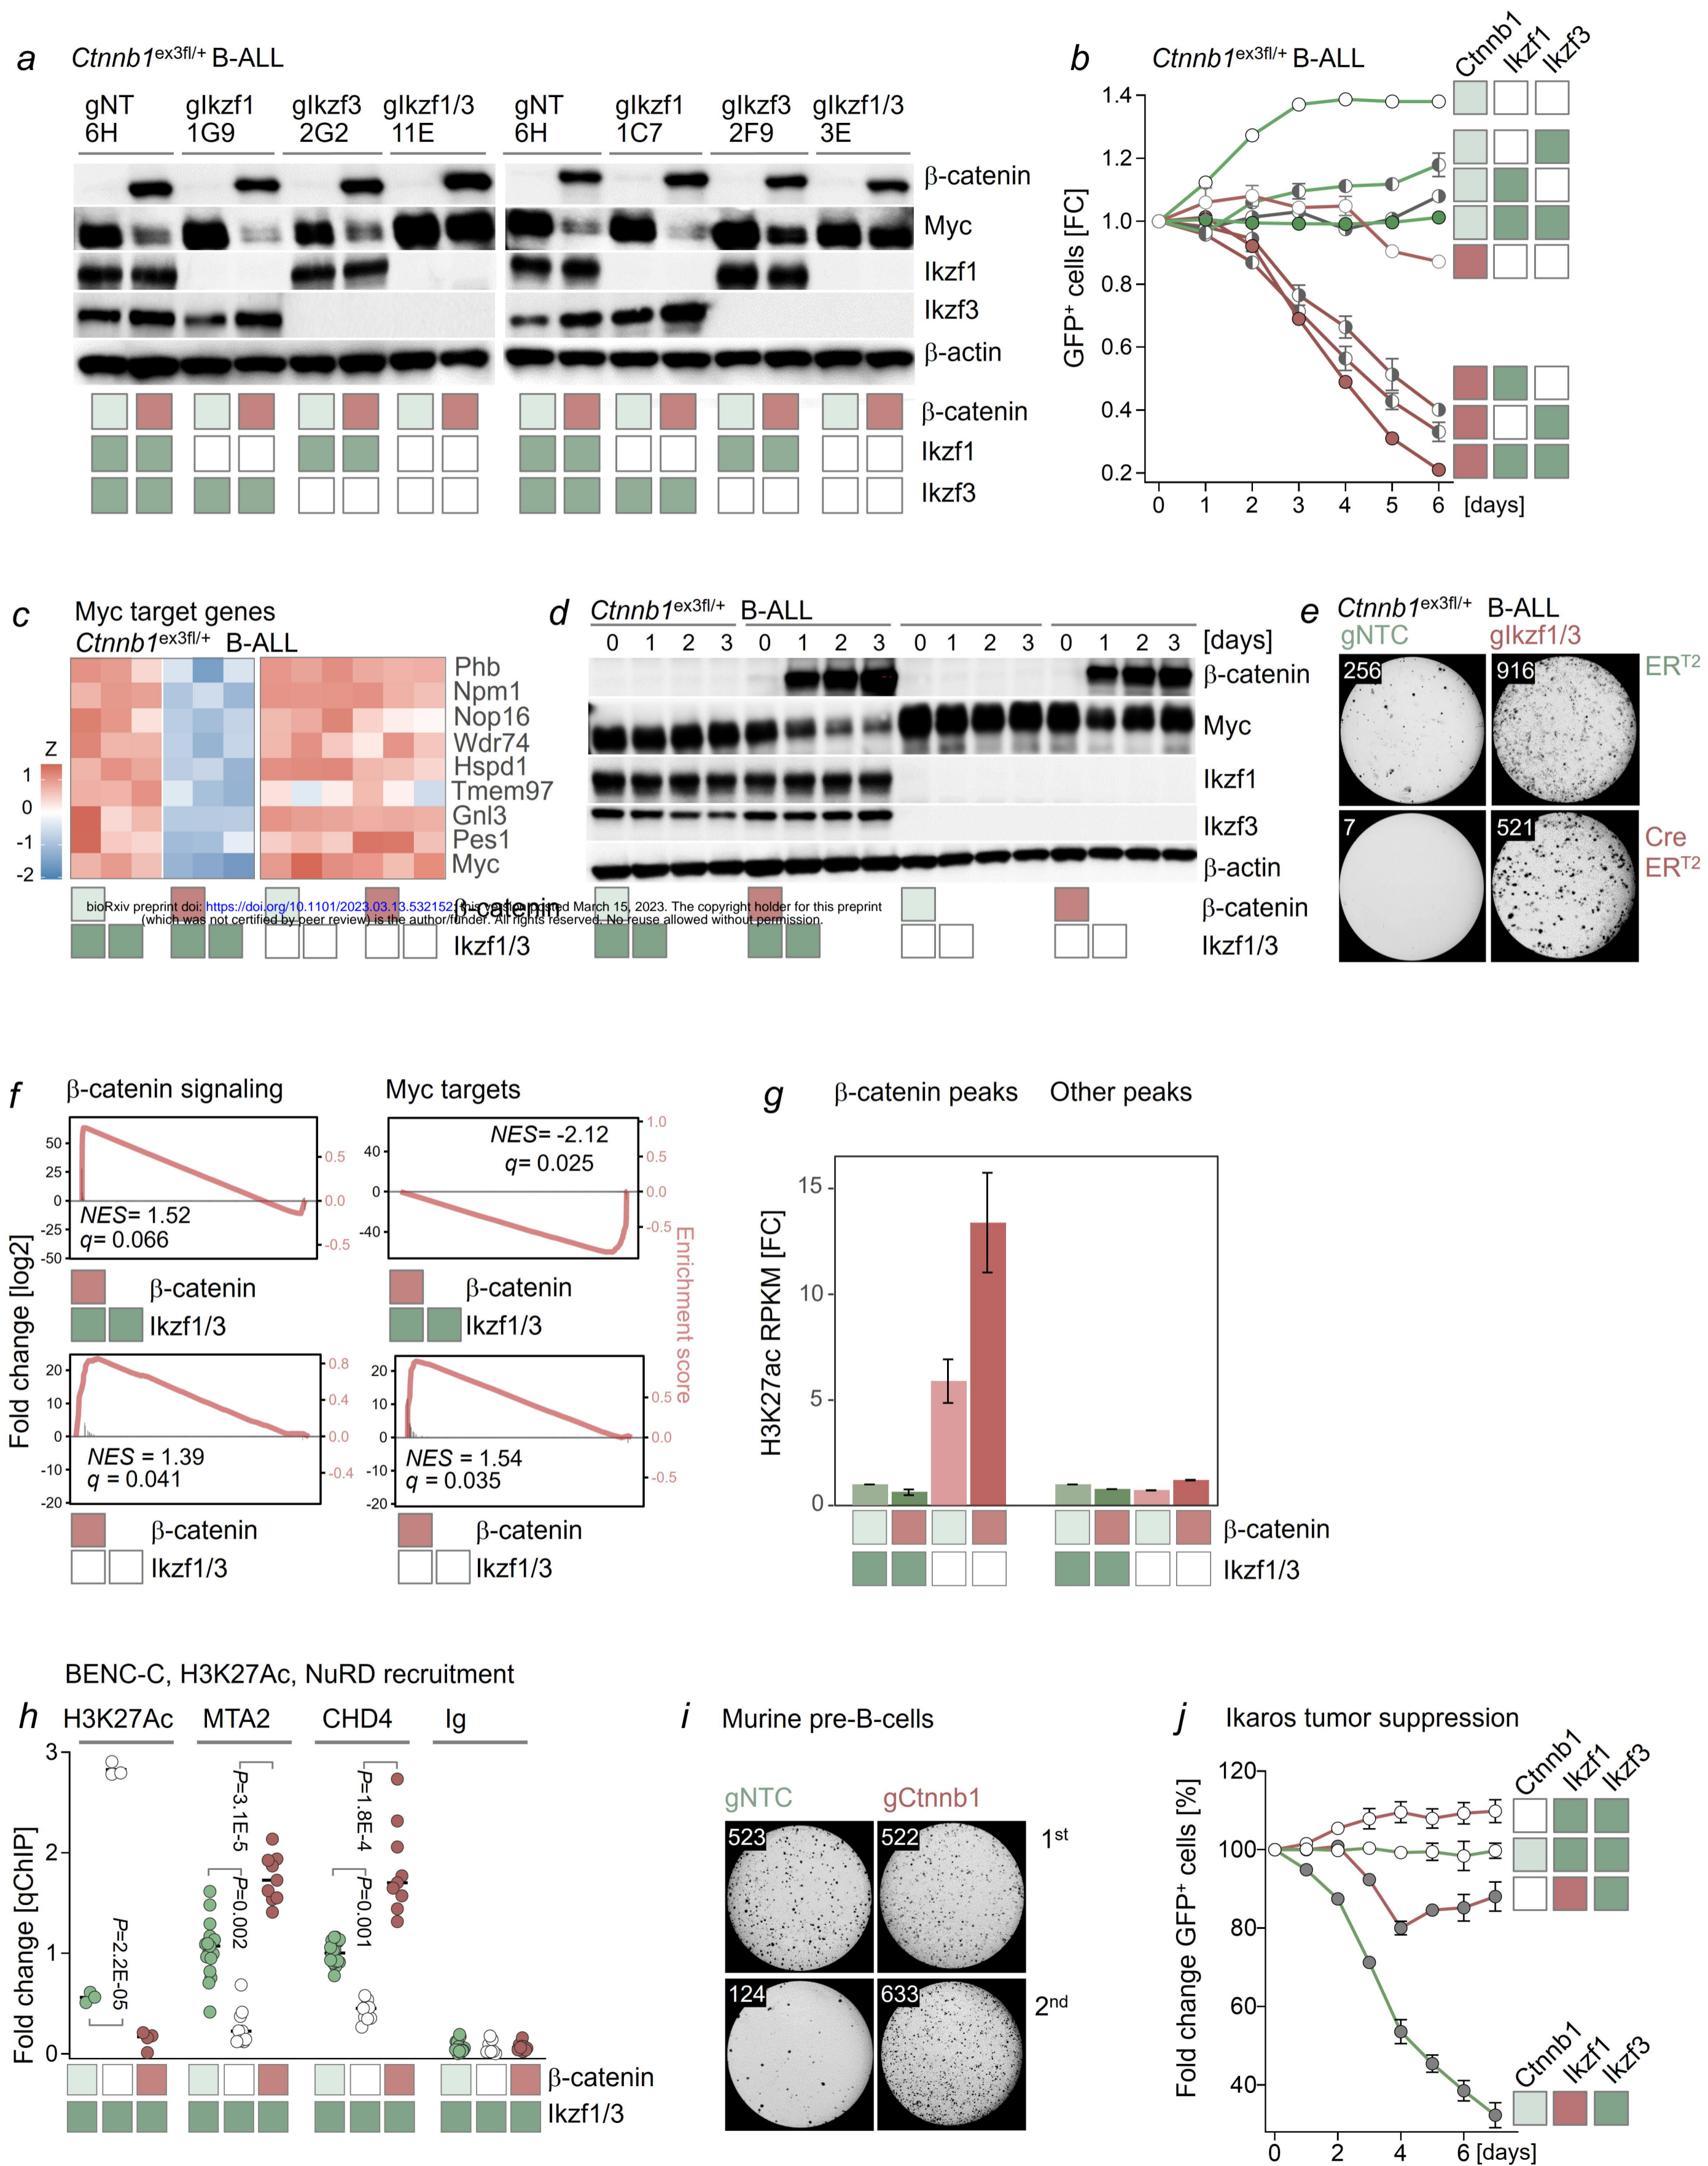 a
Ctnnb1ex3fl/+ B-ALL
gNT gIkzf1 gIkzf3 gIkzf1/3 gNT gIkzf1 gIkzf3 gIkzf1/3
6H 1G9 2G2 11E 6H 1C7 2F9 3E
β-catenin
Myc
Ikzf1
Ikzf3
β-actin
β-catenin
Ikzf1
Ikzf3
b
Ctnnb1ex3fl/+ B-ALL
Ctnnb1
Ikzf1
Ikzf3
GFP+ cells [FC]
1.4
1.2
1.0
0.8
0.6
0.4
0.2
0 1 2 3 4 5 6 [days]
c
Myc target genes
Ctnnb1ex3fl/+ B-ALL
Z
1
0
-1
-2
Phb
Npm1
Nop16
Wdr74
Hspd1
Tmem97
Gnl3
Pes1
Myc
β-catenin
Ikzf1/3
bioRxiv preprint doi: https://doi.org/10.1101/2023.03.13.532152; this version posted March 15, 2023. The copyright holder for this preprint
(which was not certified by peer review) is the author/funder. All rights reserved. No reuse allowed without permission.
d
Ctnnb1ex3fl/+ B-ALL
0 1 2 3 0 1 2 3 0 1 2 3 0 1 2 3 [days]
β-catenin
Myc
Ikzf1
Ikzf3
β-actin
β-catenin
Ikzf1/3
e
Ctnnb1ex3fl/+ B-ALL
gNTC gIkzf1/3
256 916 ERT2
7 521 Cre
ERT2
f
β-catenin signaling
Myc targets
Fold change [log2]
Enrichment score
50
25
0
-25
-50
0.5
0.0
-0.5
NES= 1.52
q= 0.066
40
0
-40
1.0
0.5
0.0
-0.5
NES= -2.12
q= 0.025
β-catenin
Ikzf1/3
β-catenin
Ikzf1/3
20
10
0
-10
-20
0.8
0.4
0.0
-0.4
NES = 1.39
q = 0.041
20
10
0
-10
-20
0.5
0.0
-0.5
NES = 1.54
q = 0.035
β-catenin
Ikzf1/3
β-catenin
Ikzf1/3
g
β-catenin peaks Other peaks
H3K27ac RPKM [FC]
15
10
5
0
β-catenin
Ikzf1/3
BENC-C, H3K27Ac, NuRD recruitment
h
H3K27Ac MTA2 CHD4 Ig
Fold change [qChIP]
3
2
1
0
P=2.2E-05
P=3.1E-5
P=0.002
P=1.8E-4
P=0.001
β-catenin
Ikzf1/3
i
Murine pre-B-cells
gNTC gCtnnb1
523 522 1st
124 633 2nd
j
Ikaros tumor suppression
Ctnnb1
Ikzf1
Ikzf3
Fold change GFP+ cells [%]
120
100
80
60
40
Ctnnb1
Ikzf1
Ikzf3
0 2 4 6 [days]